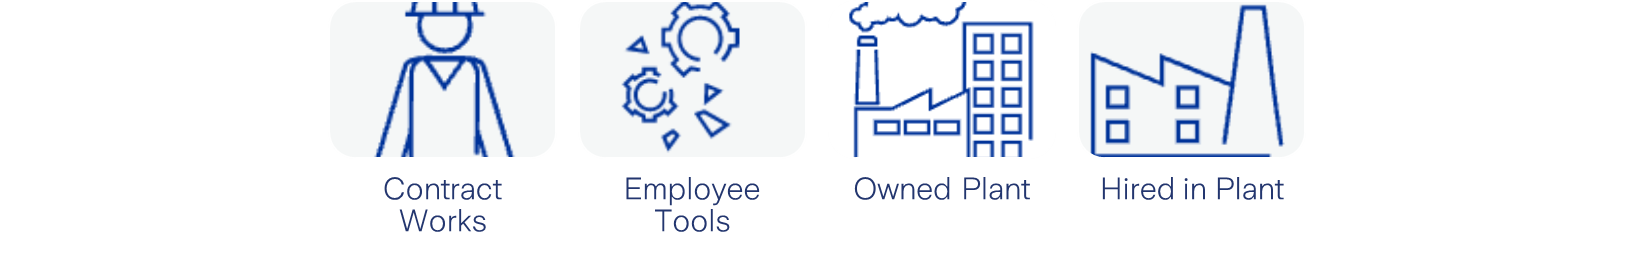 Contract
Works
Employee
Tools
Owned Plant
Hired in Plant